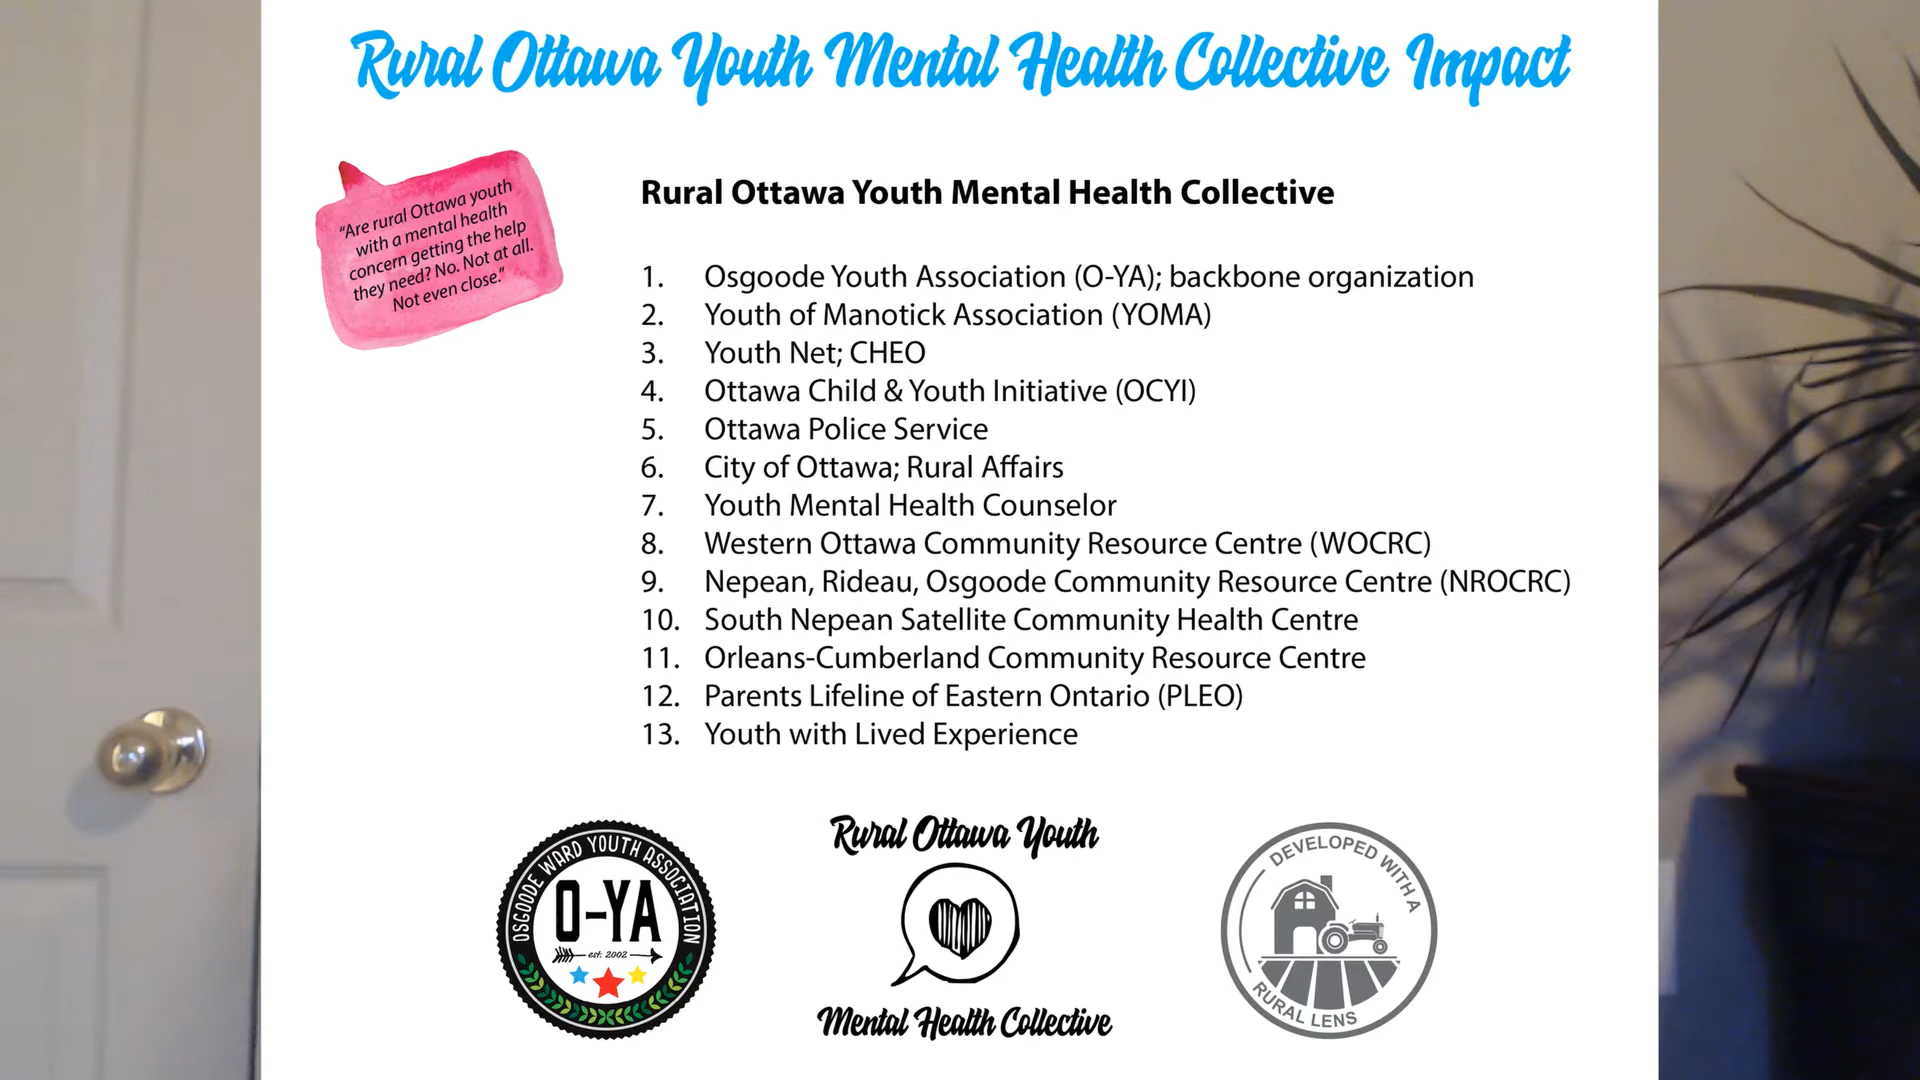 Rural Ottawa Youth Mental Health Collective Impact
"Are rural Ottawa youth
with a mental health
concern getting the help
they need? No. Not at all.
Not even close."
Rural Ottawa Youth Mental Health Collective
1. Osgoode Youth Association (O-YA); backbone organization
2. Youth of Manotick Association (YOMA)
3. Youth Net; CHEO
4. Ottawa Child & Youth Initiative (OCYI)
5. Ottawa Police Service
6. City of Ottawa; Rural Affairs
7. Youth Mental Health Counselor
8. Western Ottawa Community Resource Centre (WOCRC)
9. Nepean, Rideau, Osgoode Community Resource Centre (NROCRC)
10. South Nepean Satellite Community Health Centre
11. Orleans-Cumberland Community Resource Centre
12. Parents Lifeline of Eastern Ontario (PLEO)
13. Youth with Lived Experience
OSGOODE WARD YOUTH ASSOCIATION
O-YA
est. 2002
Rural Ottawa Youth
Mental Health Collective
DEVELOPED WITH A
RURAL LENS